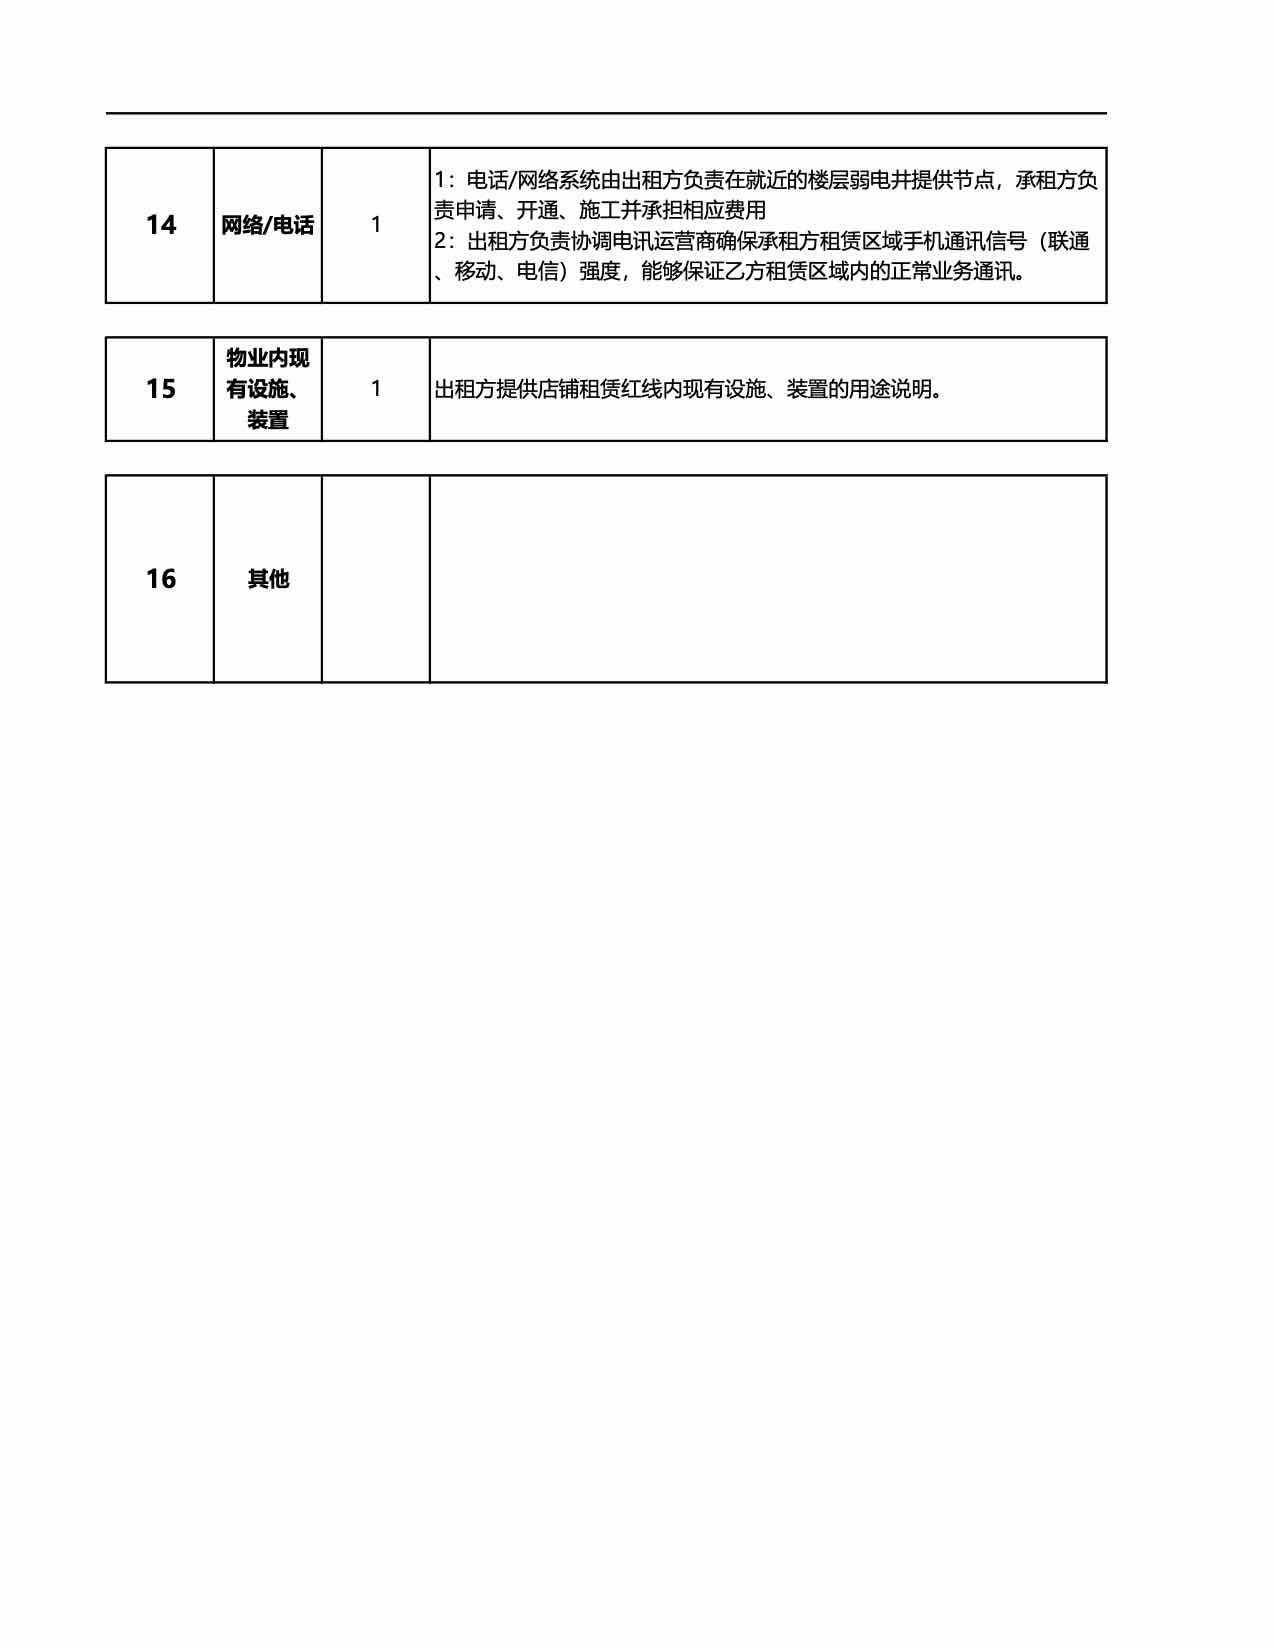 14
网络/电话
1
1：电话/网络系统由出租方负责在就近的楼层弱电井提供节点，承租方负
责申请、开通、施工并承担相应费用
2：出租方负责协调电讯运营商确保承租方租赁区域手机通讯信号（联通
、移动、电信）强度，能够保证乙方租赁区域内的正常业务通讯。
15
物业内现
有设施、
装置
1
出租方提供店铺租赁红线内现有设施、装置的用途说明。
16
其他